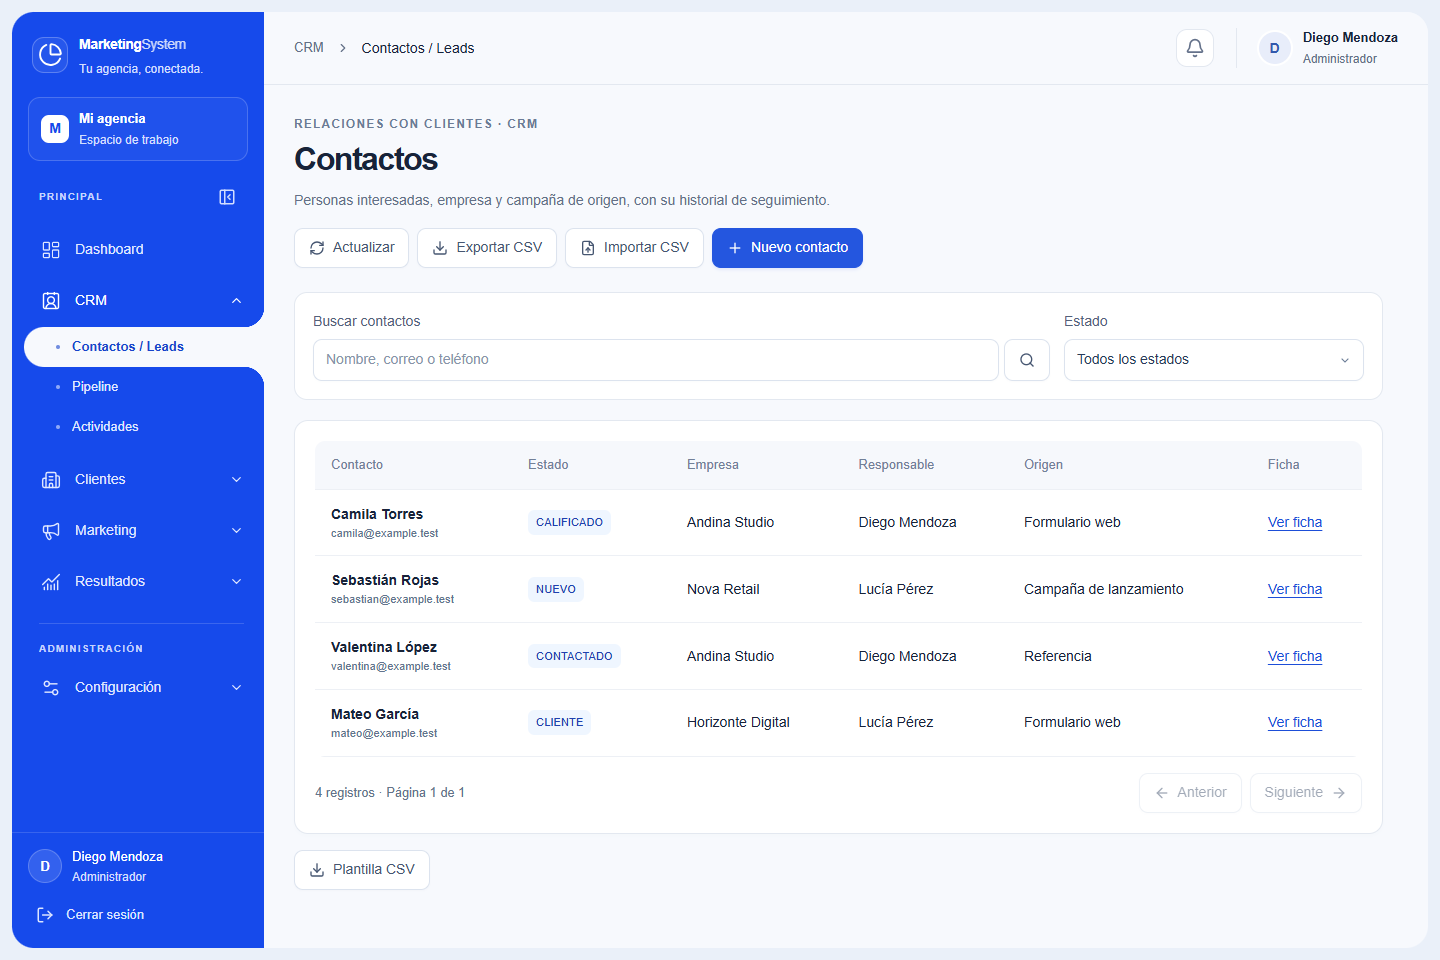 MarketingSystem
Tu agencia, conectada.
M
Mi agencia
Espacio de trabajo
PRINCIPAL
Dashboard
CRM
Contactos / Leads
Pipeline
Actividades
Clientes
Marketing
Resultados
ADMINISTRACIÓN
Configuración
D
Diego Mendoza
Administrador
Cerrar sesión
CRM > Contactos / Leads
D
Diego Mendoza
Administrador
RELACIONES CON CLIENTES · CRM
Contactos
Personas interesadas, empresa y campaña de origen, con su historial de seguimiento.
Actualizar Exportar CSV Importar CSV Nuevo contacto
Buscar contactos Estado
Nombre, correo o teléfono Todos los estados
Contacto Estado Empresa Responsable Origen Ficha
Camila Torres
camila@example.test
CALIFICADO Andina Studio Diego Mendoza Formulario web Ver ficha
Sebastián Rojas
sebastian@example.test
NUEVO Nova Retail Lucía Pérez Campaña de lanzamiento Ver ficha
Valentina López
valentina@example.test
CONTACTADO Andina Studio Diego Mendoza Referencia Ver ficha
Mateo García
mateo@example.test
CLIENTE Horizonte Digital Lucía Pérez Formulario web Ver ficha
4 registros · Página 1 de 1 Anterior Siguiente
Plantilla CSV